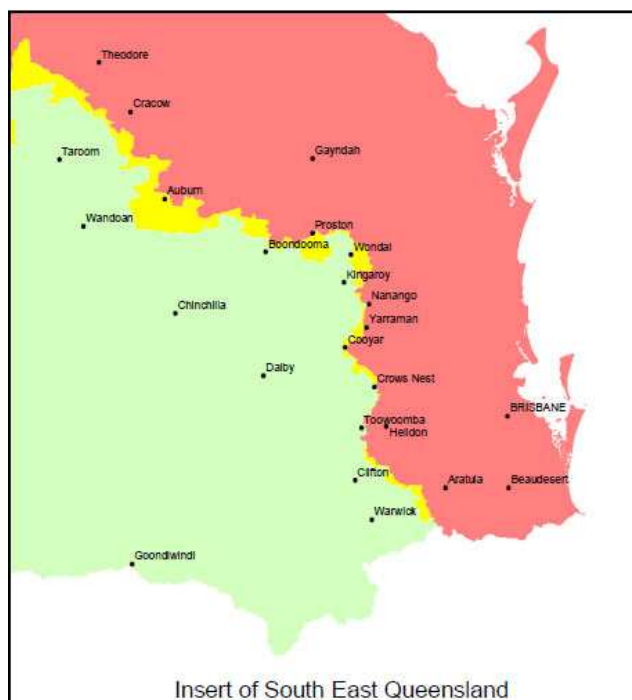 Theodore
Cracow
Taroom
Gayndah
Auburn
Wandoan
Proston
Boondooma
Wondai
Kingaroy
Chinchilla
Nanango
Yarraman
Cooyar
Dalby
Crows Nest
BRISBANE
Toowoomba
Helidon
Clifton
Aratula
Beaudesert
Warwick
Goondiwindi
Insert of South East Queensland